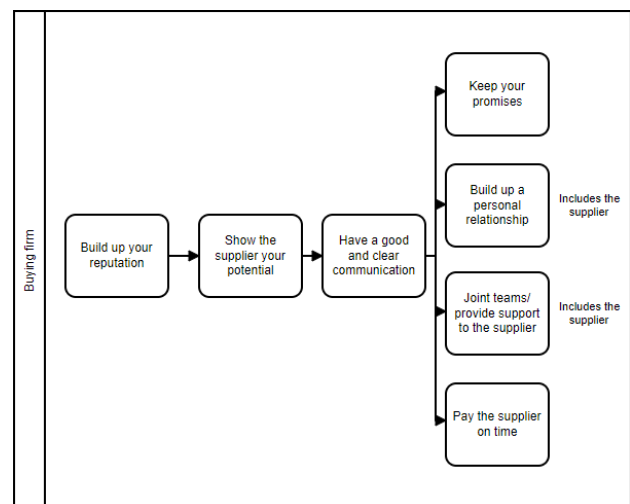 Buying firm
Build up your
reputation
Show the
supplier your
potential
Have a good
and clear
communication
Keep your
promises
Build up a
personal
relationship
Includes the
supplier
Joint teams/
provide support
to the supplier
Includes the
supplier
Pay the supplier
on time